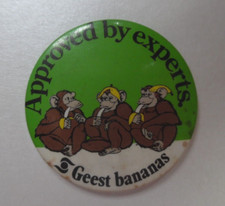 Approved by experts.
Geest bananas